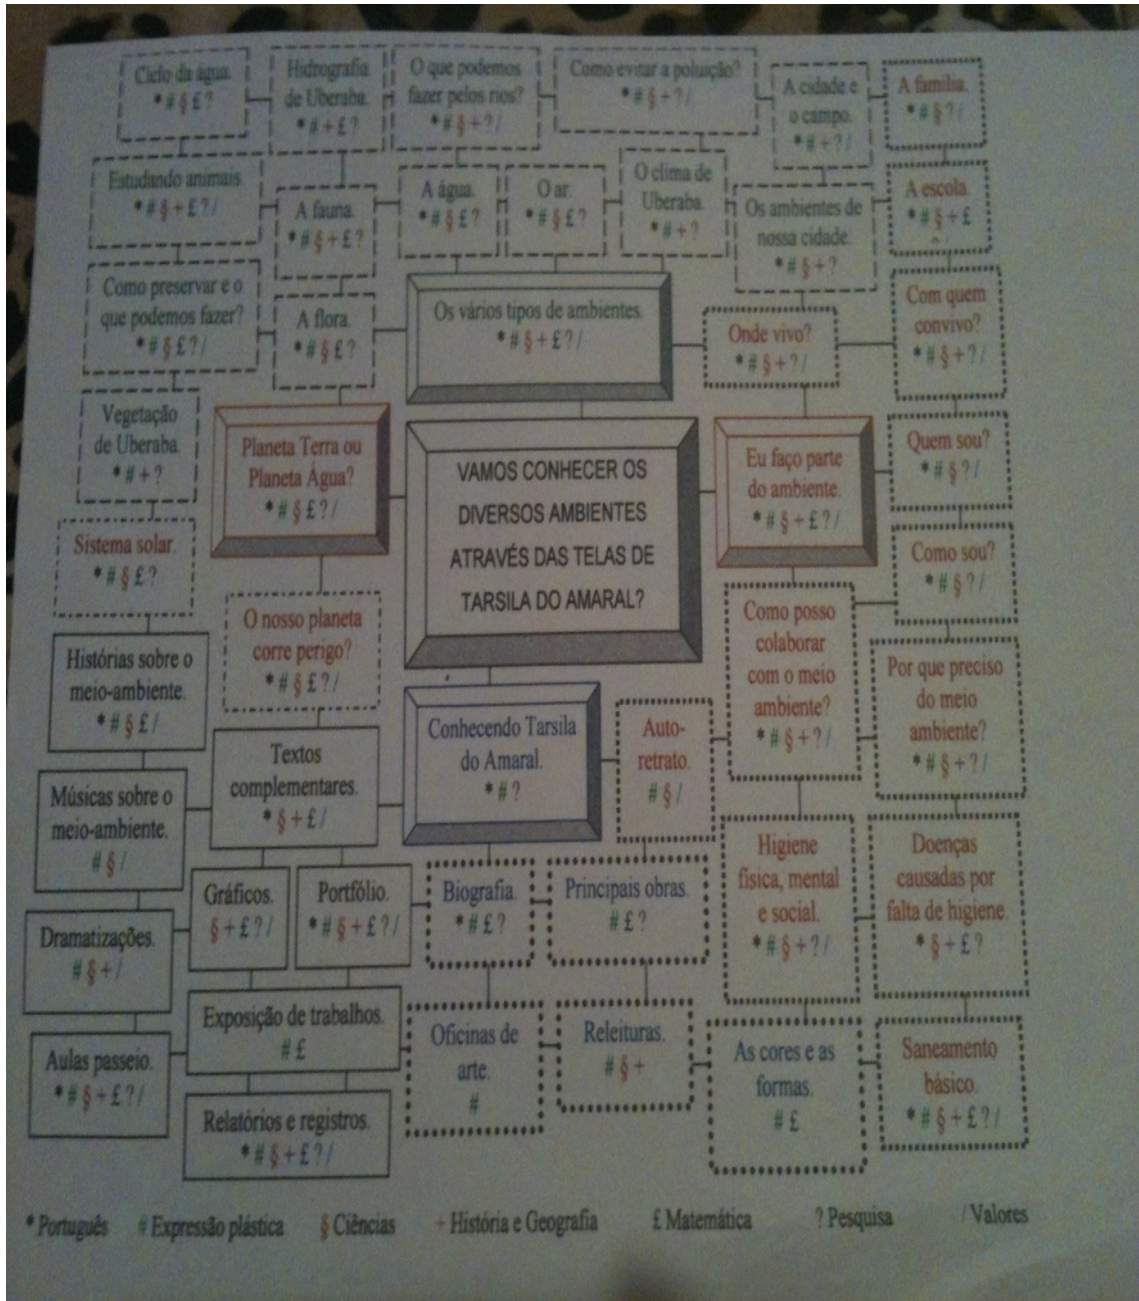 Ciclo da água.
*#§£?
Hidrografia
de Uberaba.
*#+£?
O que podemos
fazer pelos rios?
*#§+?/
Como evitar a poluição?
*#§+?/
A cidade e
o campo.
*#+?/
A família.
*#§?/
Estudando animais.
*#§+£?/
A fauna.
*#§+£?
A água.
*#§£?
O ar.
*#§£?
O clima de
Uberaba.
*#+?
Os ambientes de
nossa cidade.
*#§+?
A escola.
*#§+£
Como preservar e o
que podemos fazer?
*#§£?/
A flora.
*#§£?
Os vários tipos de ambientes.
*#§+£?/
Onde vivo?
*#§+?/
Com quem
convivo?
*#§+?/
Vegetação
de Uberaba.
*#+?
Planeta Terra ou
Planeta Água?
*#§£?/
VAMOS CONHECER OS
DIVERSOS AMBIENTES
ATRAVÉS DAS TELAS DE
TARSILA DO AMARAL?
Eu faço parte
do ambiente.
*#§+£?/
Quem sou?
*#§?/
Sistema solar.
*#§£?
O nosso planeta
corre perigo?
*#§£?/
Como posso
colaborar
com o meio
ambiente?
*#§+?/
Como sou?
*#§?/
Histórias sobre o
meio-ambiente.
*#§£/
Textos
complementares.
*§+£/
Conhecendo Tarsila
do Amaral.
*#?
Auto-
retrato.
#§/
Por que preciso
do meio
ambiente?
*#§+?/
Músicas sobre o
meio-ambiente.
#§/
Gráficos.
§+£?/
Portfólio.
*#§+£?/
Biografia.
*#£?
Principais obras.
#£?
Higiene
física, mental
e social.
*#§+?/
Doenças
causadas por
falta de higiene.
*§+£?
Dramatizações.
#§+/
Exposição de trabalhos.
#£
Oficinas de
arte.
#
Releituras.
#§+
As cores e as
formas.
#£
Saneamento
básico.
*#§+£?/
Aulas passeio.
*#§+£?/
Relatórios e registros.
*#§+£?/
* Português # Expressão plástica § Ciências + História e Geografia £ Matemática ? Pesquisa / Valores